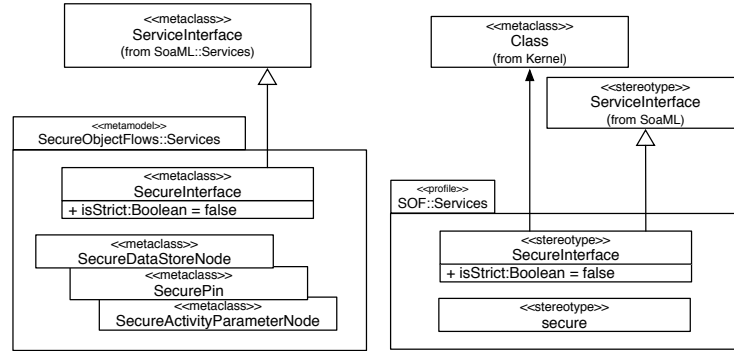 <<metaclass>>
ServiceInterface
(from SoaML::Services)
<<metamodel>>
SecureObjectFlows::Services
<<metaclass>>
SecureInterface
+ isStrict:Boolean = false
<<metaclass>>
SecureDataStoreNode
<<metaclass>>
SecurePin
<<metaclass>>
SecureActivityParameterNode
<<metaclass>>
Class
(from Kernel)
<<stereotype>>
ServiceInterface
(from SoaML)
<<profile>>
SOF::Services
<<stereotype>>
SecureInterface
+ isStrict:Boolean = false
<<stereotype>>
secure